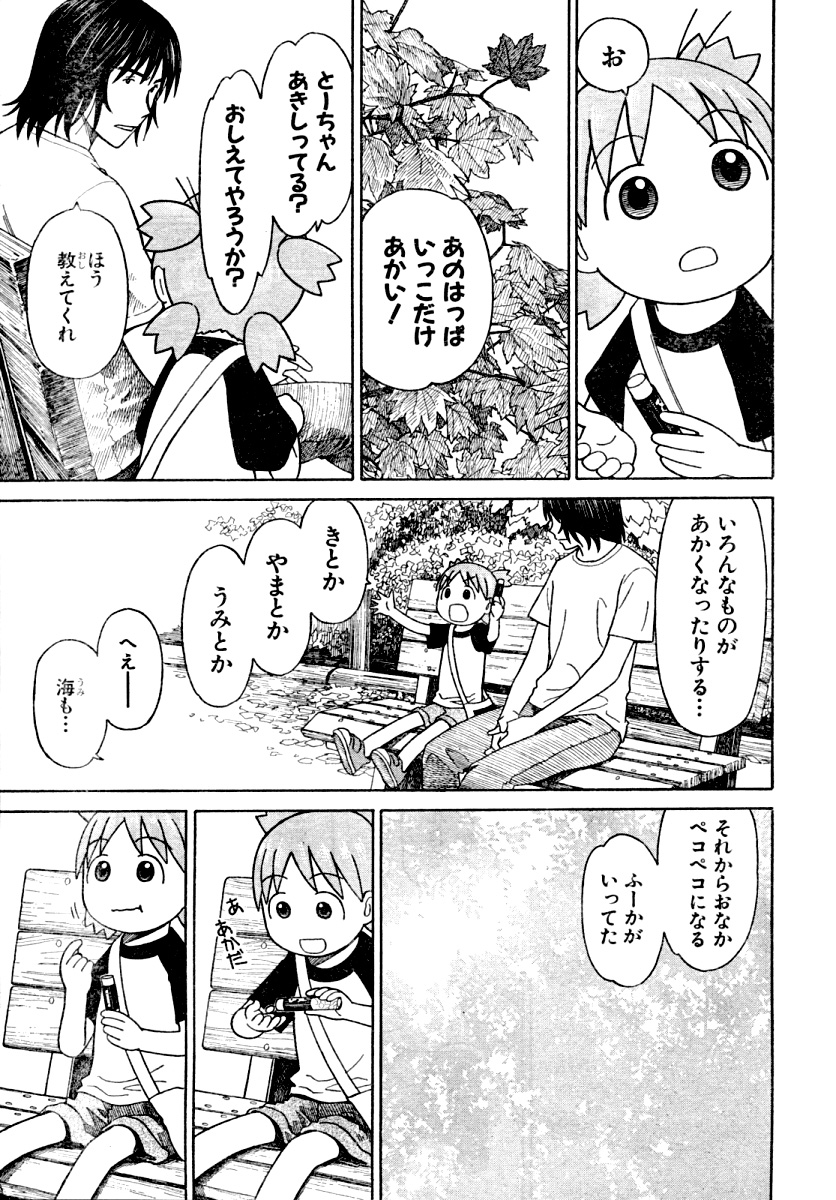 お
あのはっぱ
いっこだけ
あかい!
とーちゃん
あきしってる?
おしえてやろうか?
ほう
教えてくれ
いろんなものが
あかくなったりする…
きとか
やまとか
うみとか
へぇー
海も…
それからおなか
ペコペコになる
ふーかが
いってた
あ
あかだ